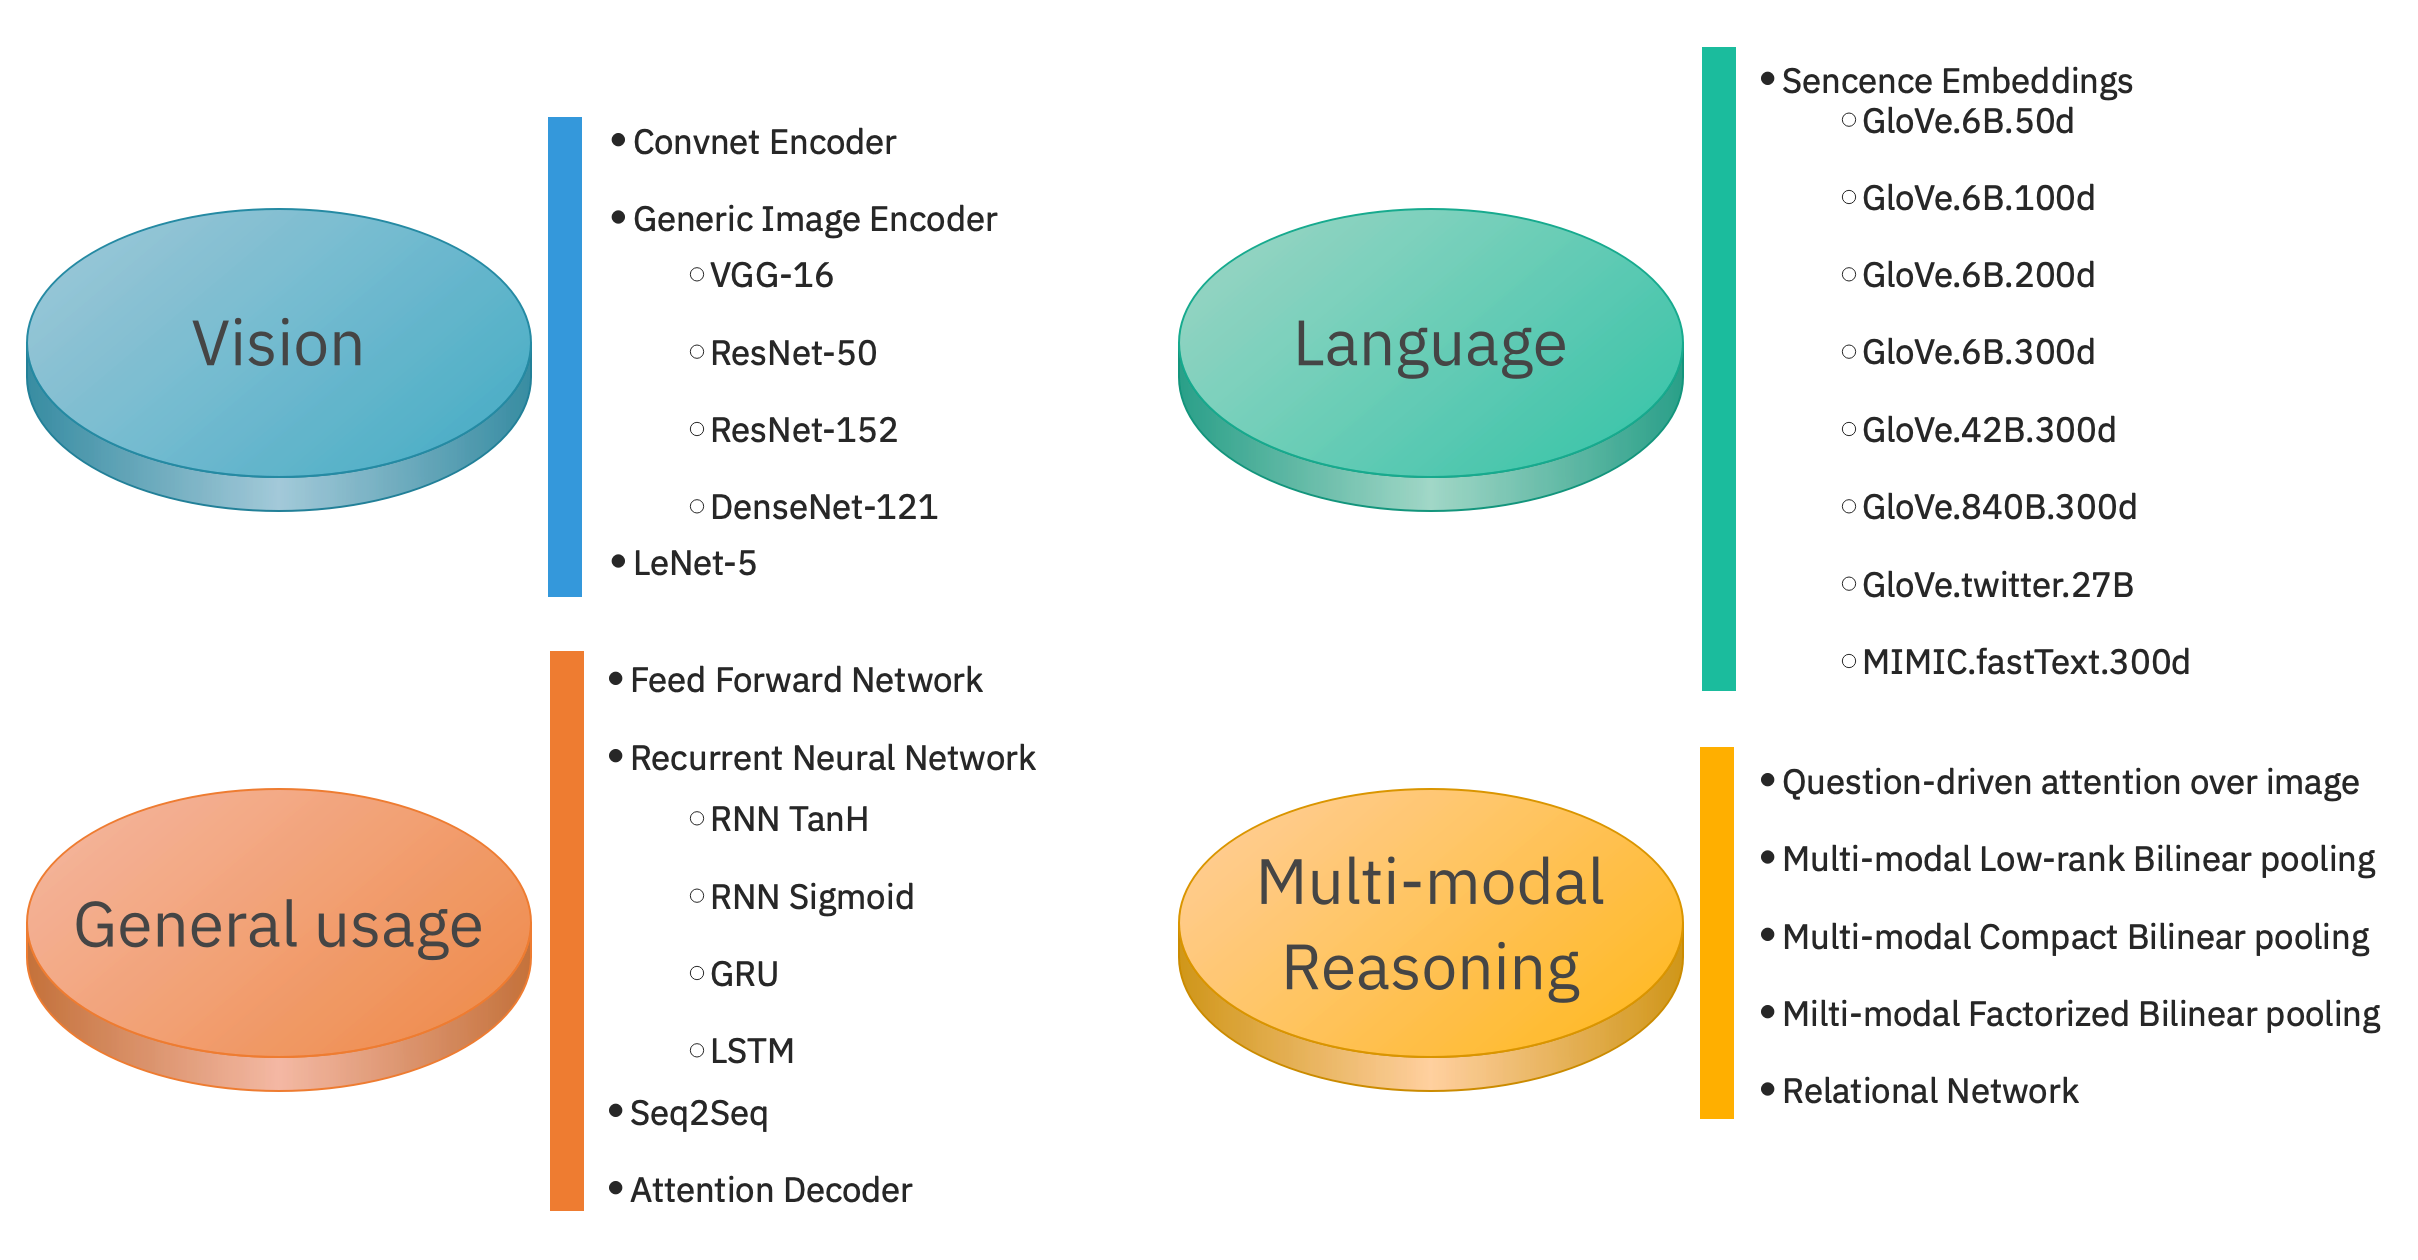 Vision
• Convnet Encoder
• Generic Image Encoder
○ VGG-16
○ ResNet-50
○ ResNet-152
○ DenseNet-121
• LeNet-5
Language
• Sencence Embeddings
○ GloVe.6B.50d
○ GloVe.6B.100d
○ GloVe.6B.200d
○ GloVe.6B.300d
○ GloVe.42B.300d
○ GloVe.840B.300d
○ GloVe.twitter.27B
○ MIMIC.fastText.300d
General usage
• Feed Forward Network
• Recurrent Neural Network
○ RNN TanH
○ RNN Sigmoid
○ GRU
○ LSTM
• Seq2Seq
• Attention Decoder
Multi-modal
Reasoning
• Question-driven attention over image
• Multi-modal Low-rank Bilinear pooling
• Multi-modal Compact Bilinear pooling
• Milti-modal Factorized Bilinear pooling
• Relational Network